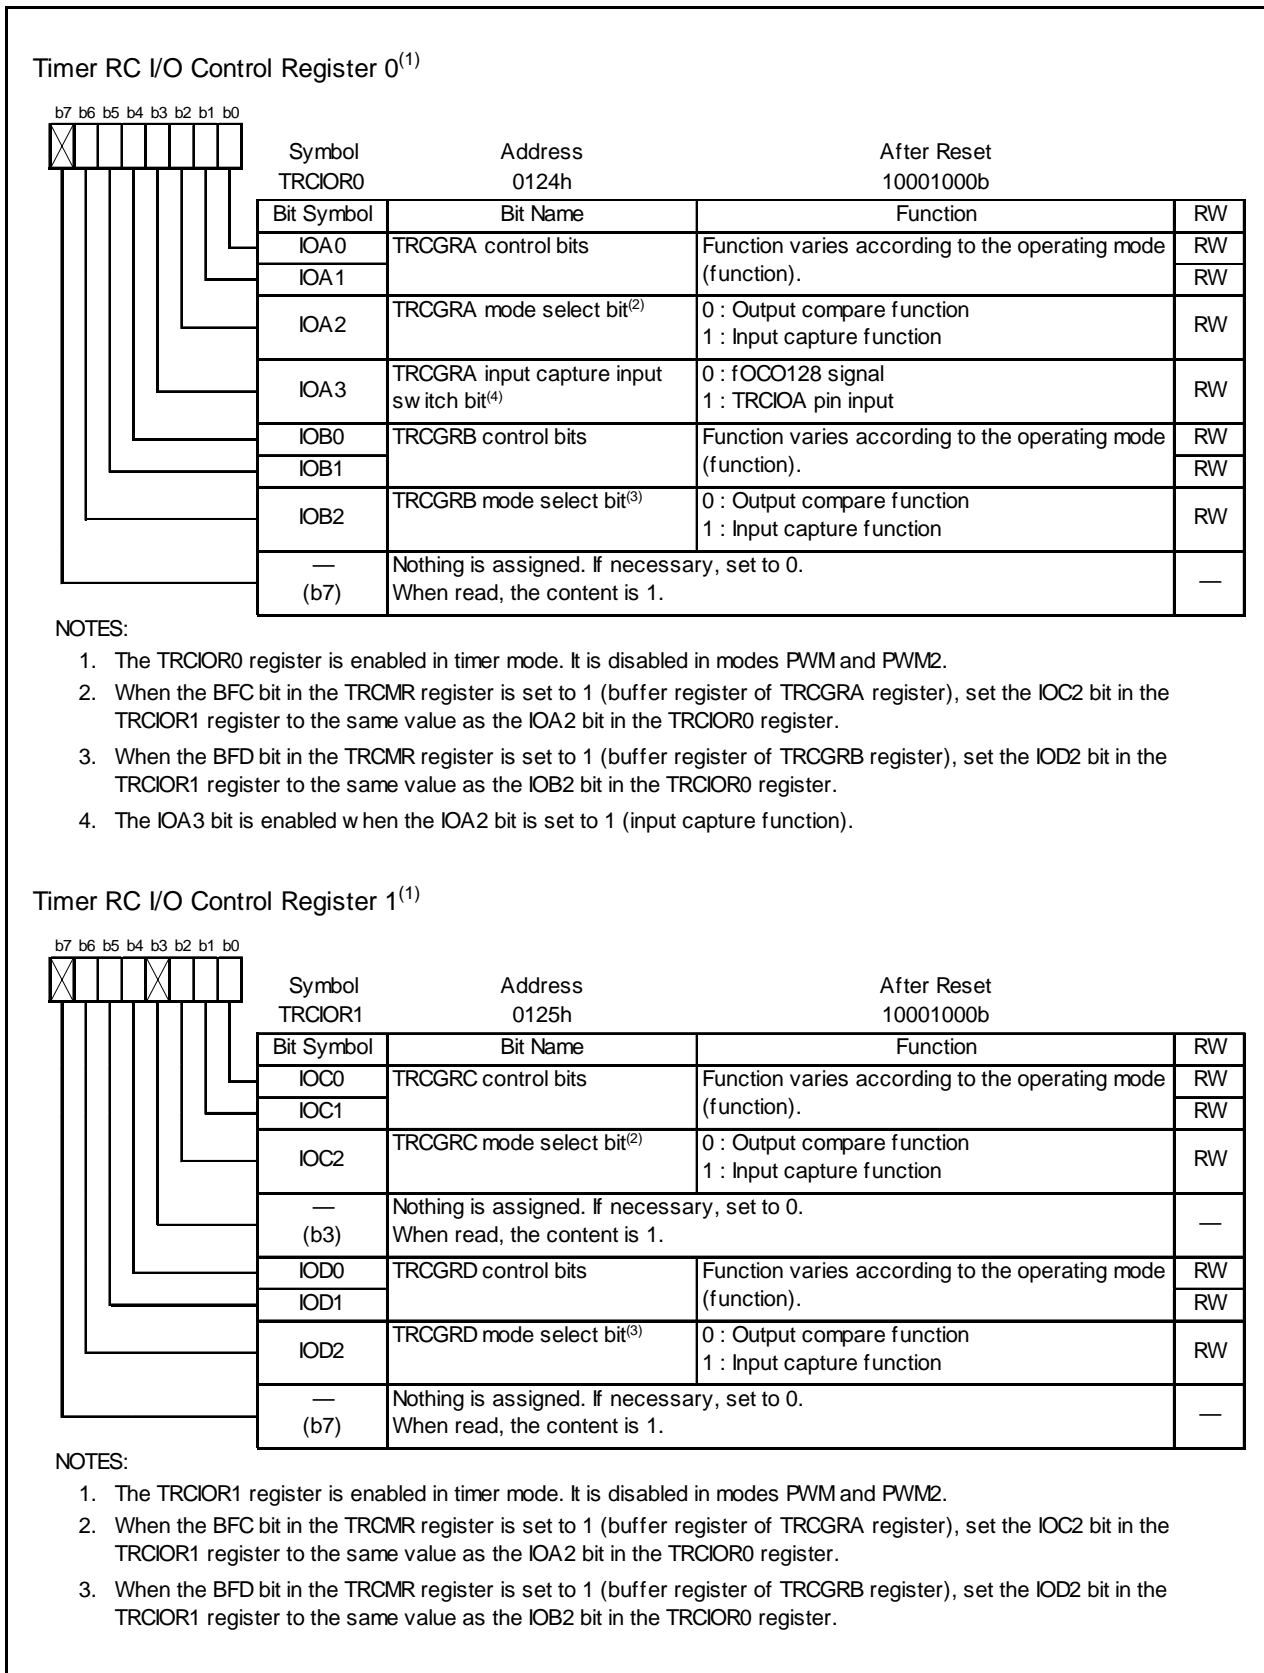 Timer RC I/O Control Register 0(1)
b7 b6 b5 b4 b3 b2 b1 b0
Symbol Address After Reset
TRCIOR0 0124h 10001000b
Bit Symbol Bit Name Function RW
IOA0 TRCGRA control bits Function varies according to the operating mode RW
IOA1 (function). RW
IOA2 TRCGRA mode select bit(2) 0 : Output compare function RW
1 : Input capture function
IOA3 TRCGRA input capture input 0 : fOCO128 signal RW
switch bit(4) 1 : TRCIOA pin input
IOB0 TRCGRB control bits Function varies according to the operating mode RW
IOB1 (function). RW
IOB2 TRCGRB mode select bit(3) 0 : Output compare function RW
1 : Input capture function
— Nothing is assigned. If necessary, set to 0. —
(b7) When read, the content is 1.
NOTES:
1. The TRCIOR0 register is enabled in timer mode. It is disabled in modes PWM and PWM2.
2. When the BFC bit in the TRCMR register is set to 1 (buffer register of TRCGRA register), set the IOC2 bit in the
TRCIOR1 register to the same value as the IOA2 bit in the TRCIOR0 register.
3. When the BFD bit in the TRCMR register is set to 1 (buffer register of TRCGRB register), set the IOD2 bit in the
TRCIOR1 register to the same value as the IOB2 bit in the TRCIOR0 register.
4. The IOA3 bit is enabled when the IOA2 bit is set to 1 (input capture function).
Timer RC I/O Control Register 1(1)
b7 b6 b5 b4 b3 b2 b1 b0
Symbol Address After Reset
TRCIOR1 0125h 10001000b
Bit Symbol Bit Name Function RW
IOC0 TRCGRC control bits Function varies according to the operating mode RW
IOC1 (function). RW
IOC2 TRCGRC mode select bit(2) 0 : Output compare function RW
1 : Input capture function
— Nothing is assigned. If necessary, set to 0. —
(b3) When read, the content is 1.
IOD0 TRCGRD control bits Function varies according to the operating mode RW
IOD1 (function). RW
IOD2 TRCGRD mode select bit(3) 0 : Output compare function RW
1 : Input capture function
— Nothing is assigned. If necessary, set to 0. —
(b7) When read, the content is 1.
NOTES:
1. The TRCIOR1 register is enabled in timer mode. It is disabled in modes PWM and PWM2.
2. When the BFC bit in the TRCMR register is set to 1 (buffer register of TRCGRA register), set the IOC2 bit in the
TRCIOR1 register to the same value as the IOA2 bit in the TRCIOR0 register.
3. When the BFD bit in the TRCMR register is set to 1 (buffer register of TRCGRB register), set the IOD2 bit in the
TRCIOR1 register to the same value as the IOB2 bit in the TRCIOR0 register.